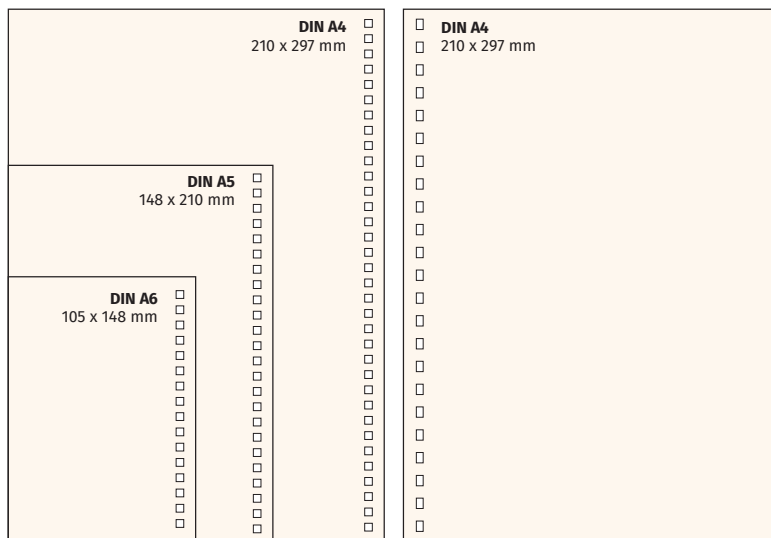 DIN A4
210 x 297 mm
DIN A5
148 x 210 mm
DIN A6
105 x 148 mm
DIN A4
210 x 297 mm